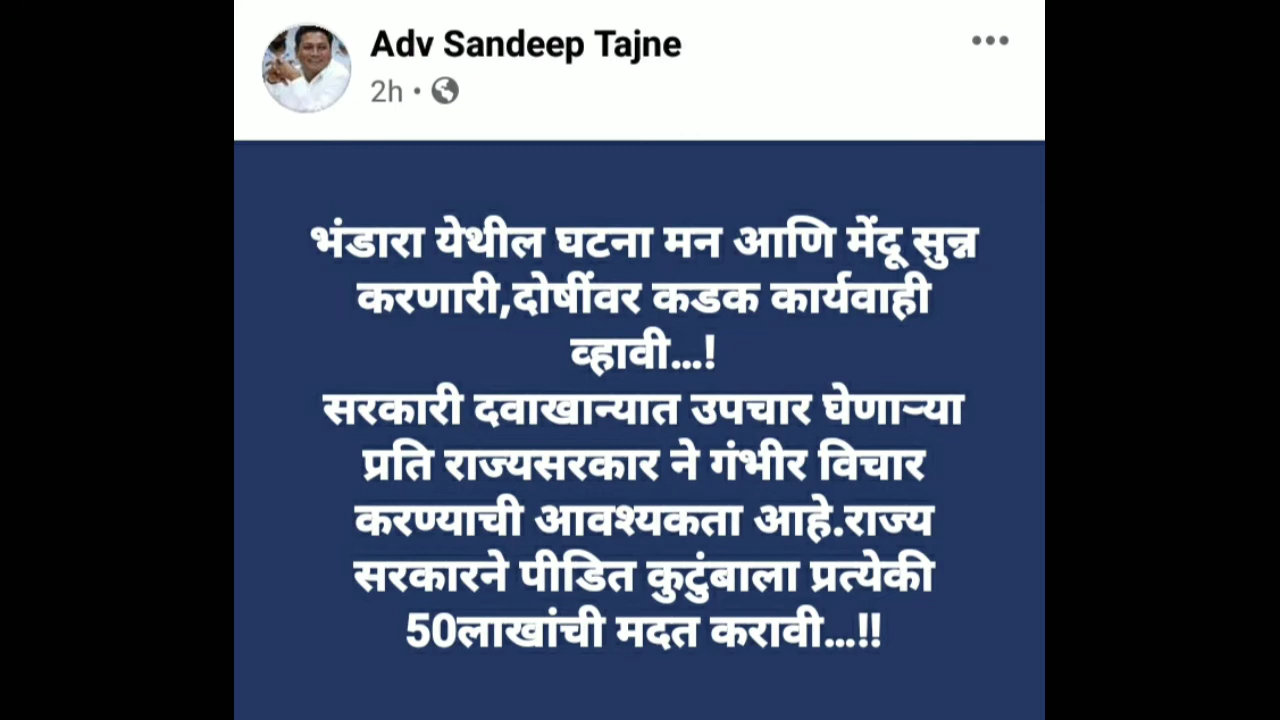 Adv Sandeep Tajne
2h •
भंडारा येथील घटना मन आणि मेंदू सुन्न
करणारी,दोषींवर कडक कार्यवाही
व्हावी...!
सरकारी दवाखान्यात उपचार घेणाऱ्या
प्रति राज्यसरकार ने गंभीर विचार
करण्याची आवश्यकता आहे.राज्य
सरकारने पीडित कुटुंबाला प्रत्येकी
50लाखांची मदत करावी...!!